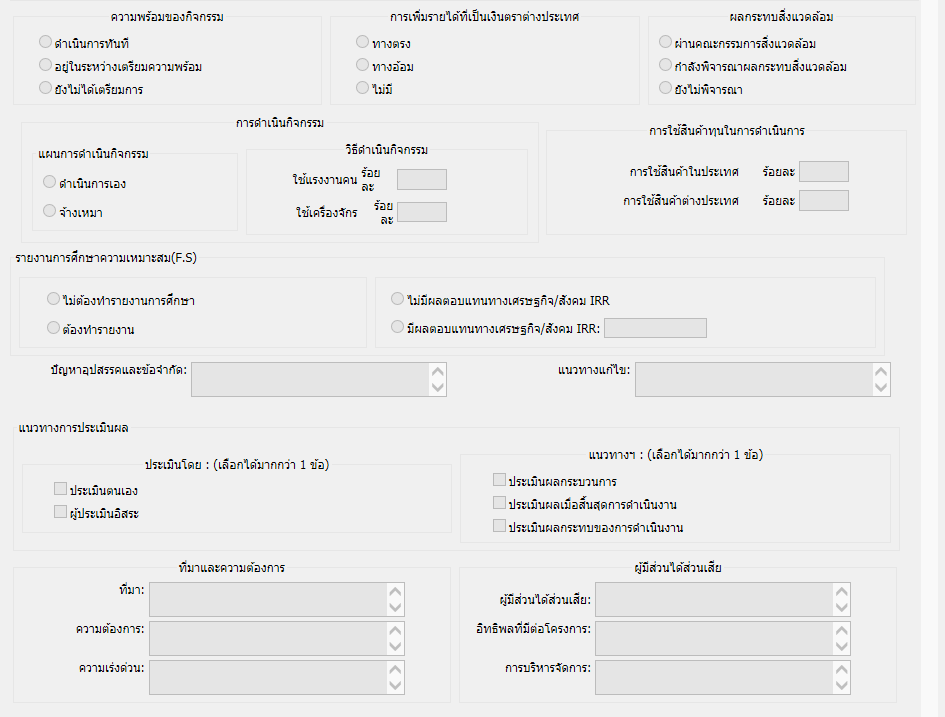 ความพร้อมของกิจกรรม
ดำเนินการทันที
อยู่ในระหว่างเตรียมความพร้อม
ยังไม่ได้เตรียมการ
การเพิ่มรายได้ที่เป็นเงินตราต่างประเทศ
ทางตรง
ทางอ้อม
ไม่มี
ผลกระทบสิ่งแวดล้อม
ผ่านคณะกรรมการสิ่งแวดล้อม
กำลังพิจารณาผลกระทบสิ่งแวดล้อม
ยังไม่พิจารณา
การดำเนินกิจกรรม
แผนการดำเนินกิจกรรม
ดำเนินการเอง
จ้างเหมา
วิธีดำเนินกิจกรรม
ใช้แรงงานคน ร้อย
ละ
ใช้เครื่องจักร ร้อย
ละ
การใช้สินค้าทุนในการดำเนินการ
การใช้สินค้าในประเทศ ร้อยละ
การใช้สินค้าต่างประเทศ ร้อยละ
รายงานการศึกษาความเหมาะสม(F.S)
ไม่ต้องทำรายงานการศึกษา
ต้องทำรายงาน
ไม่มีผลตอบแทนทางเศรษฐกิจ/สังคม IRR
มีผลตอบแทนทางเศรษฐกิจ/สังคม IRR:
ปัญหาอุปสรรคและข้อจำกัด:
แนวทางแก้ไข:
แนวทางการประเมินผล
ประเมินโดย : (เลือกได้มากกว่า 1 ข้อ)
ประเมินตนเอง
ผู้ประเมินอิสระ
แนวทางฯ : (เลือกได้มากกว่า 1 ข้อ)
ประเมินผลกระบวนการ
ประเมินผลเมื่อสิ้นสุดการดำเนินงาน
ประเมินผลกระทบของการดำเนินงาน
ที่มาและความต้องการ
ที่มา:
ความต้องการ:
ความเร่งด่วน:
ผู้มีส่วนได้ส่วนเสีย
ผู้มีส่วนได้ส่วนเสีย:
อิทธิพลที่มีต่อโครงการ:
การบริหารจัดการ: